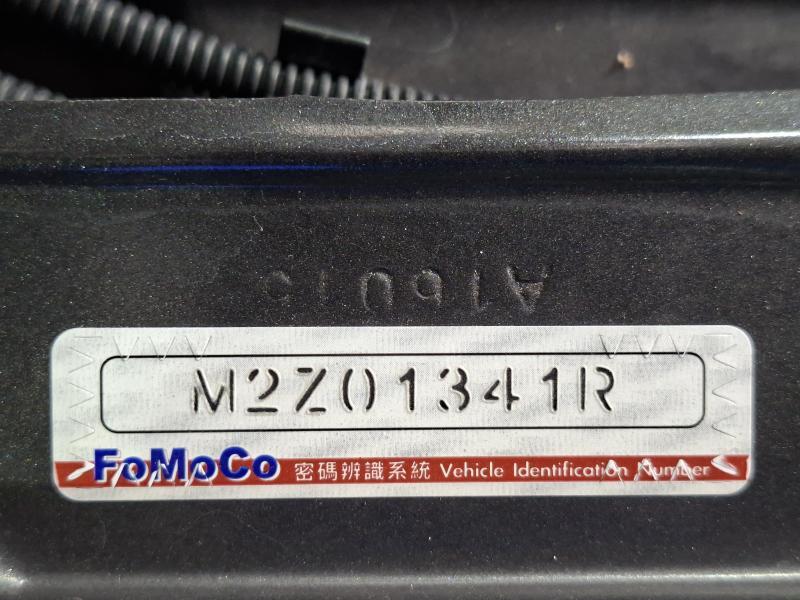 M2Z01341R
FoMoCo 密碼辨識系統 Vehicle Identification Number